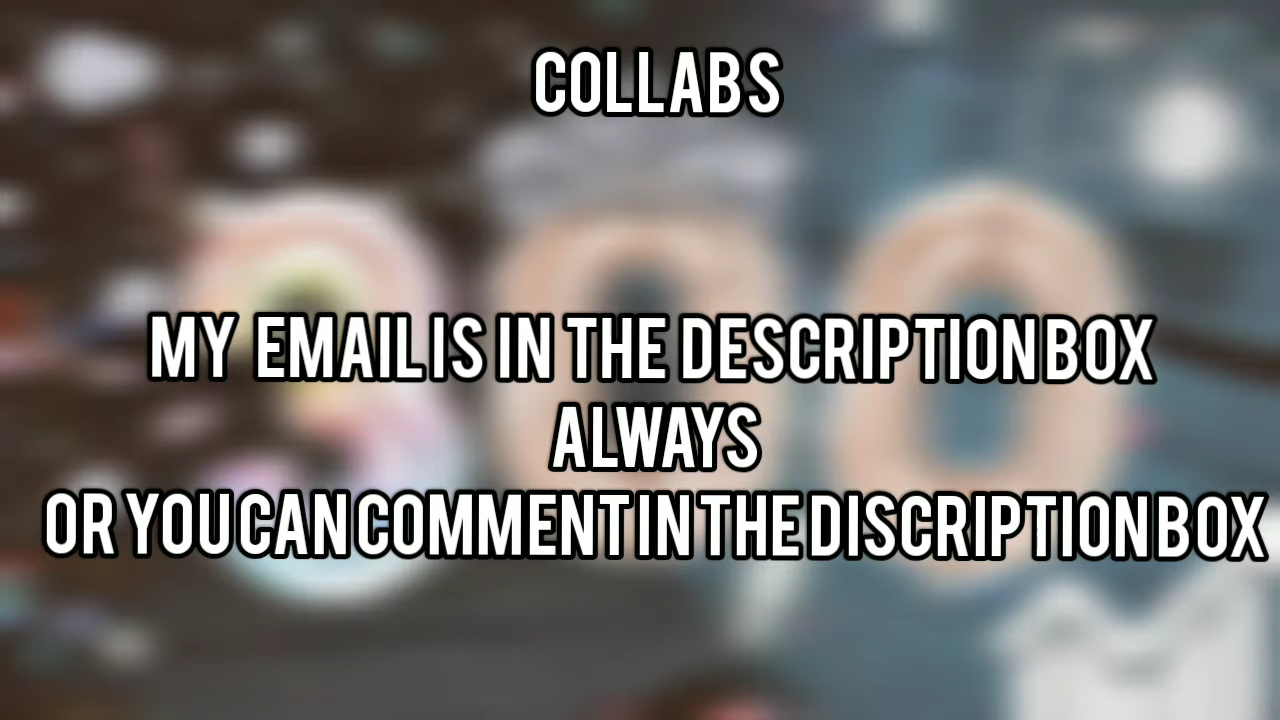 COLLABS
MY EMAIL IS IN THE DESCRIPTION BOX
ALWAYS
OR YOU CAN COMMENT IN THE DISCRIPTION BOX